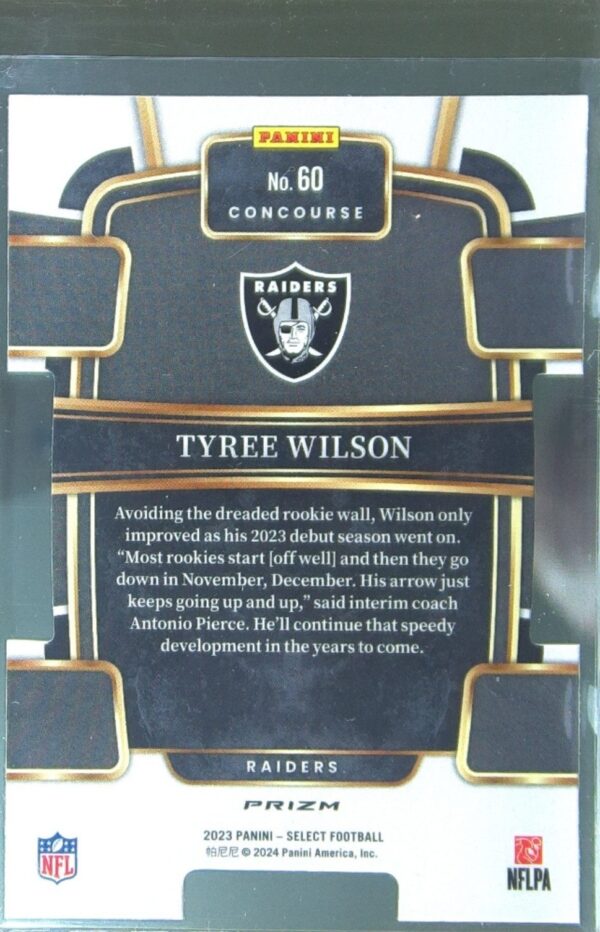 PANINI
No. 60
CONCOURSE
RAIDERS
TYREE WILSON
Avoiding the dreaded rookie wall, Wilson only
improved as his 2023 debut season went on.
“Most rookies start [off well] and then they go
down in November, December. His arrow just
keeps going up and up,” said interim coach
Antonio Pierce. He’ll continue that speedy
development in the years to come.
RAIDERS
PRIZM
2023 PANINI – SELECT FOOTBALL
帕尼尼 © 2024 Panini America, Inc.
NFL
NFLPA